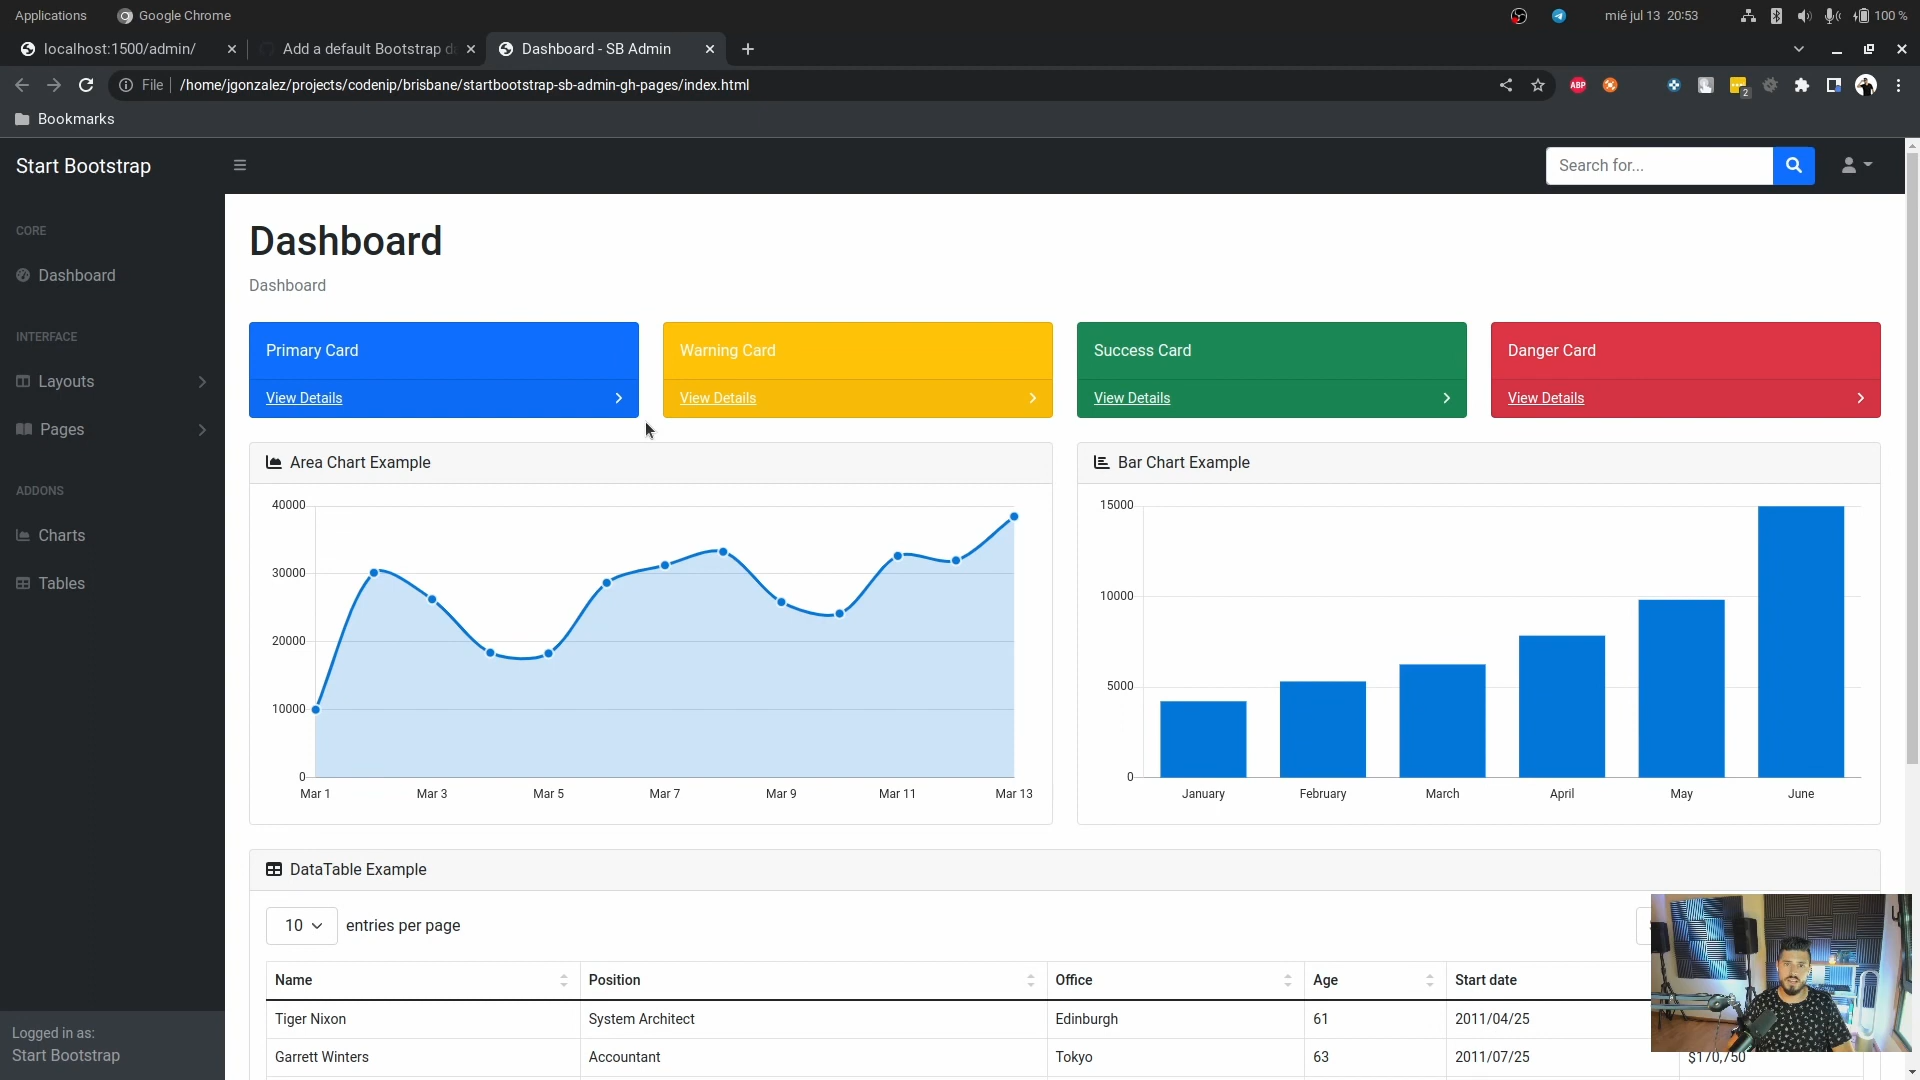 Applications
Google Chrome
mié jul 13 20:53
100 %
localhost:1500/admin/
Add a default Bootstrap d
Dashboard - SB Admin
File
/home/jgonzalez/projects/codenip/brisbane/startbootstrap-sb-admin-gh-pages/index.html
ABP
2
Bookmarks
Start Bootstrap
Search for...
CORE
Dashboard
INTERFACE
Layouts
Pages
ADDONS
Charts
Tables
Logged in as:
Start Bootstrap
Dashboard
Dashboard
Primary Card
View Details
Warning Card
View Details
Success Card
View Details
Danger Card
View Details
Area Chart Example
40000
30000
20000
10000
0
Mar 1
Mar 3
Mar 5
Mar 7
Mar 9
Mar 11
Mar 13
Bar Chart Example
15000
10000
5000
0
January
February
March
April
May
June
DataTable Example
10
entries per page
Name
Position
Office
Age
Start date
Tiger Nixon
System Architect
Edinburgh
61
2011/04/25
Garrett Winters
Accountant
Tokyo
63
2011/07/25
$170,750